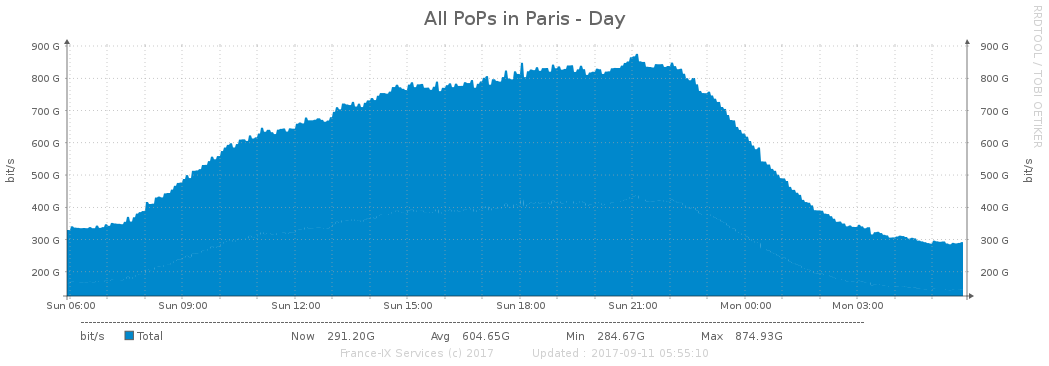 All PoPs in Paris - Day
RRDTOOL / TOBI OETIKER
bit/s
900 G
800 G
700 G
600 G
500 G
400 G
300 G
200 G
900 G
800 G
700 G
600 G
500 G
400 G
300 G
200 G
bit/s
Sun 06:00 Sun 09:00 Sun 12:00 Sun 15:00 Sun 18:00 Sun 21:00 Mon 00:00 Mon 03:00
bit/s Total Now 291.20G Avg 604.65G Min 284.67G Max 874.93G
France-IX Services (c) 2017 Updated : 2017-09-11 05:55:10